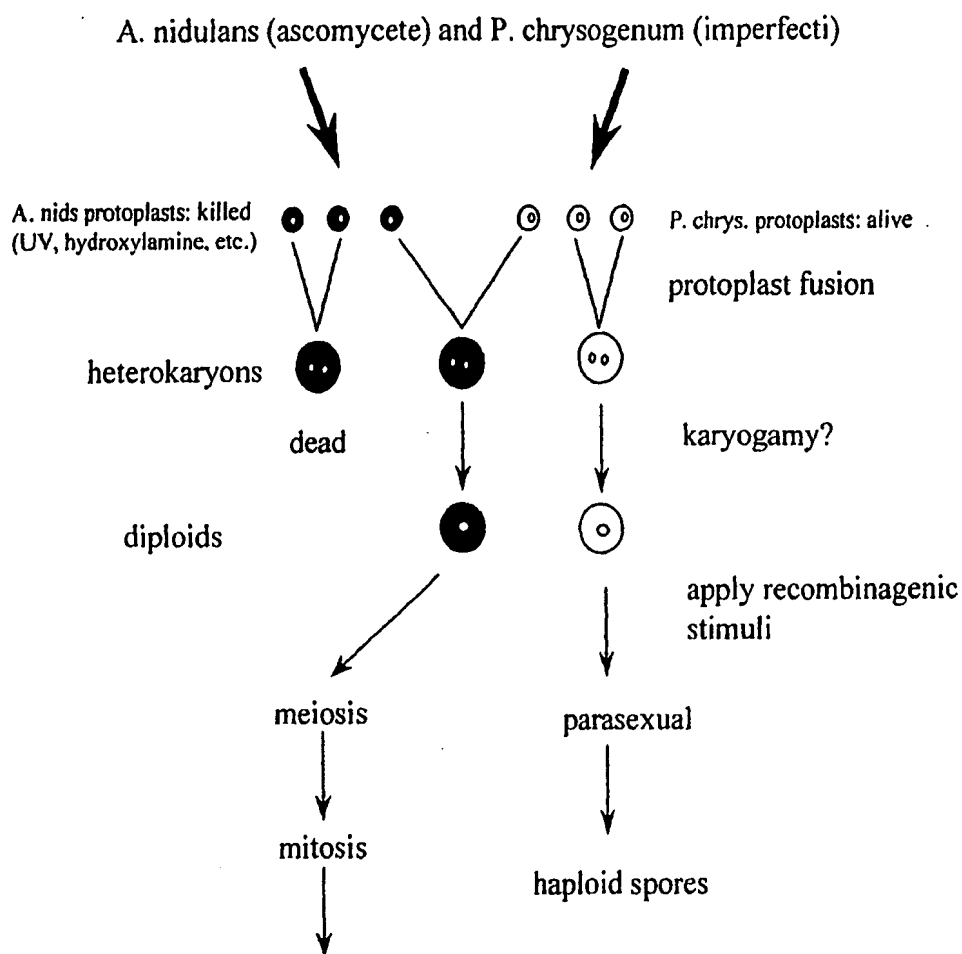 A. nidulans (ascomycete) and P. chrysogenum (imperfecti)
A. nids protoplasts: killed
(UV, hydroxylamine, etc.)
P. chrys. protoplasts: alive
protoplast fusion
heterokaryons
dead
karyogamy?
diploids
apply recombinagenic
stimuli
meiosis
parasexual
mitosis
haploid spores